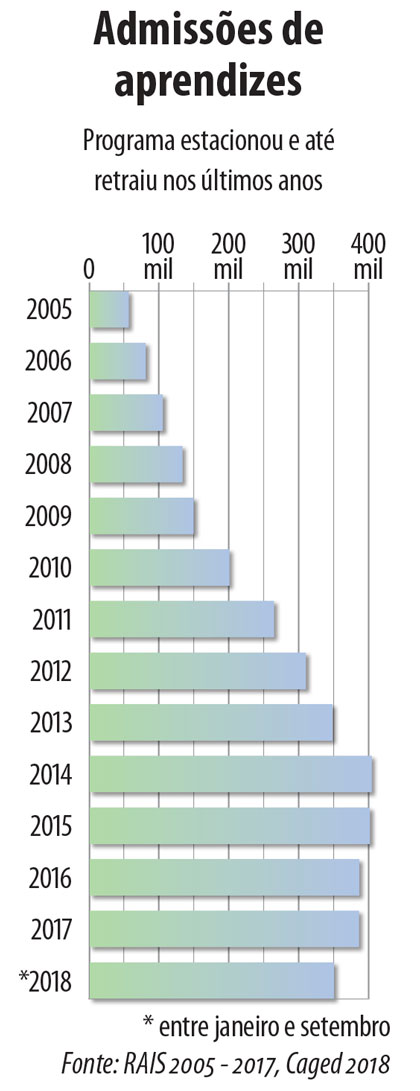 Admissões de
aprendizes
Programa estacionou e até
retraiu nos últimos anos
0 100 mil 200 mil 300 mil 400 mil
2005
2006
2007
2008
2009
2010
2011
2012
2013
2014
2015
2016
2017
*2018
* entre janeiro e setembro
Fonte: RAIS 2005 - 2017, Caged 2018